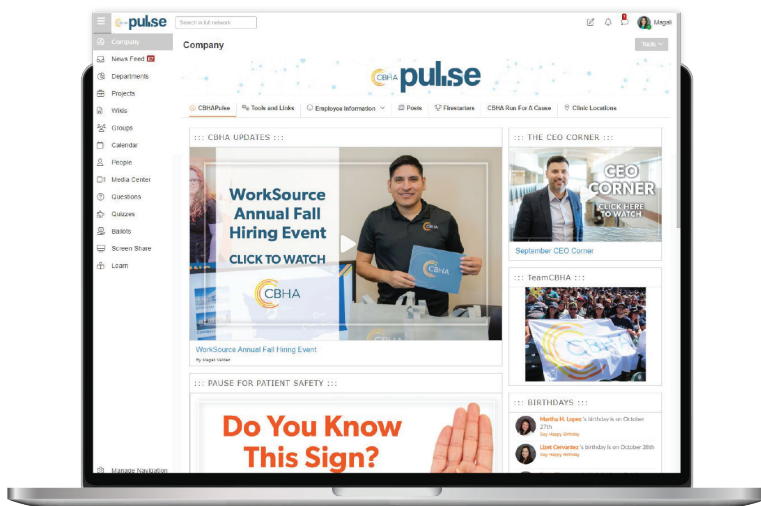 CBHA pulse
Search in full network
1
Magali
Company
News Feed
Departments
Projects
Wikis
Groups
Calendar
People
Media Center
Questions
Quizzes
Ballots
Screen Share
Learn
Manage Navigation
Company
Tools
CBHA pulse
CBHAPulse
Tools and Links
Employee Information
Posts
Firestarters
CBHA Run For A Cause
Clinic Locations
::: CBHA UPDATES :::
WorkSource
Annual Fall
Hiring Event
CLICK TO WATCH
CBHA
CBHA
CBHA
CBHA
WorkSource Annual Fall Hiring Event
::: PAUSE FOR PATIENT SAFETY :::
Do You Know
This Sign?
::: THE CEO CORNER :::
CEO
CORNER
CLICK HERE
TO WATCH
September CEO Corner
::: TeamCBHA :::
CBHA
::: BIRTHDAYS :::
Martha H. Lopez 's birthday is on October
27th
Say Happy Birthday
Lizet Cervantez 's birthday is on October 28th
Say Happy Birthday